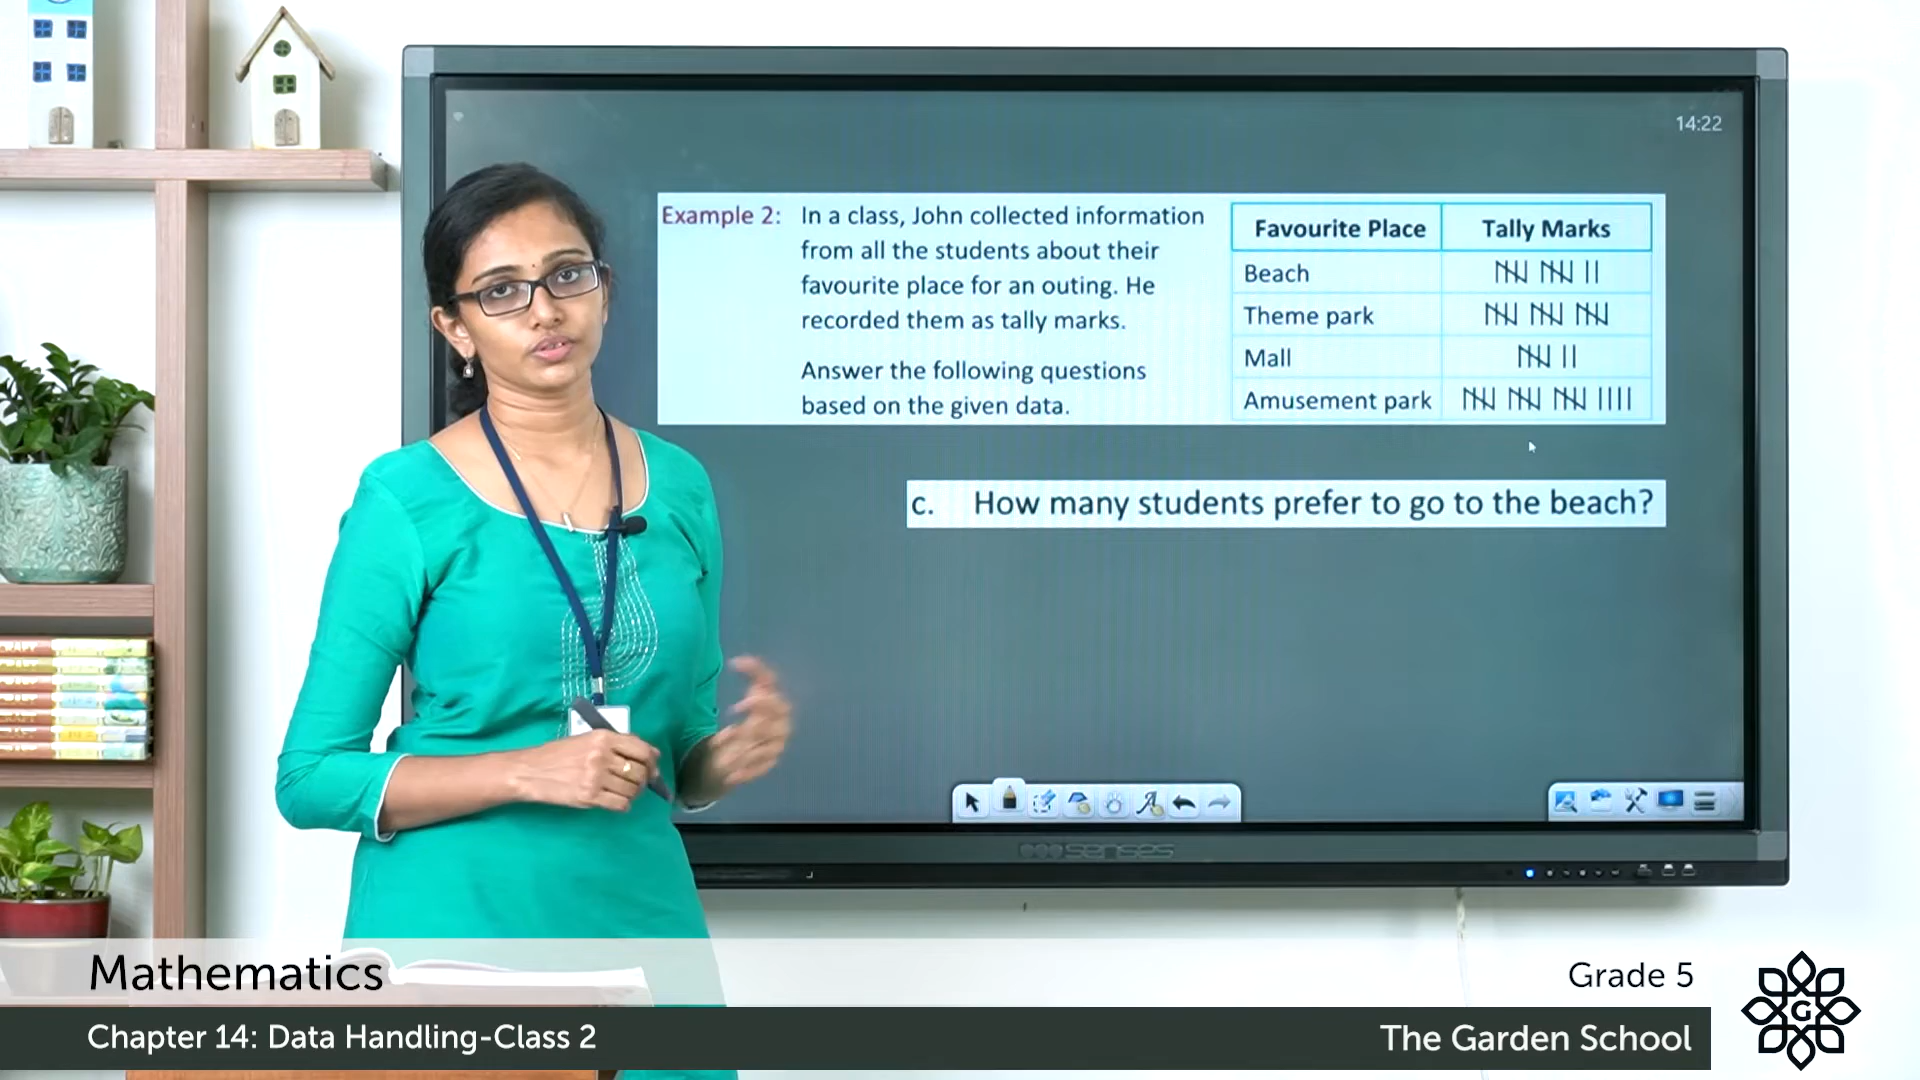 14:22
Example 2: In a class, John collected information
from all the students about their
favourite place for an outing. He
recorded them as tally marks.
Answer the following questions
based on the given data.
Favourite Place Tally Marks
Beach
Theme park
Mall
Amusement park
c. How many students prefer to go to the beach?
senses
Mathematics
Grade 5
Chapter 14: Data Handling-Class 2
The Garden School
G